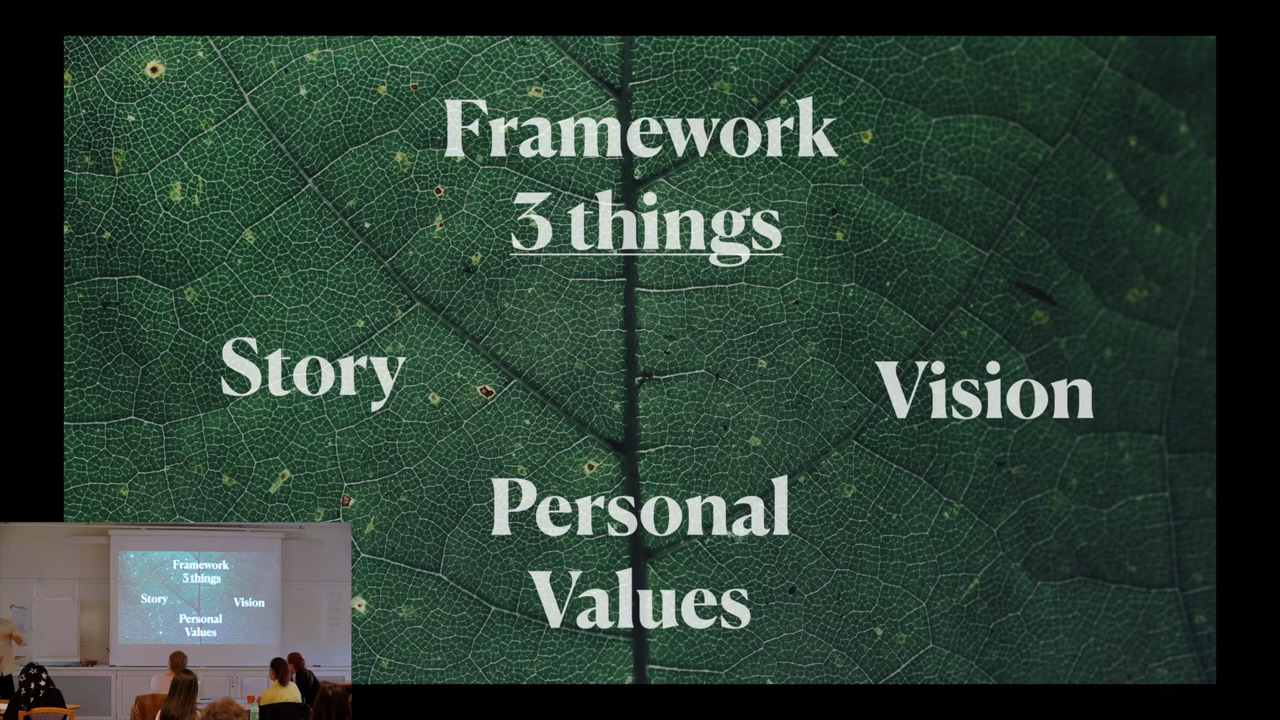 Framework
3 things
Story
Vision
Personal
Values
Framework
3 things
Story
Vision
Personal
Values